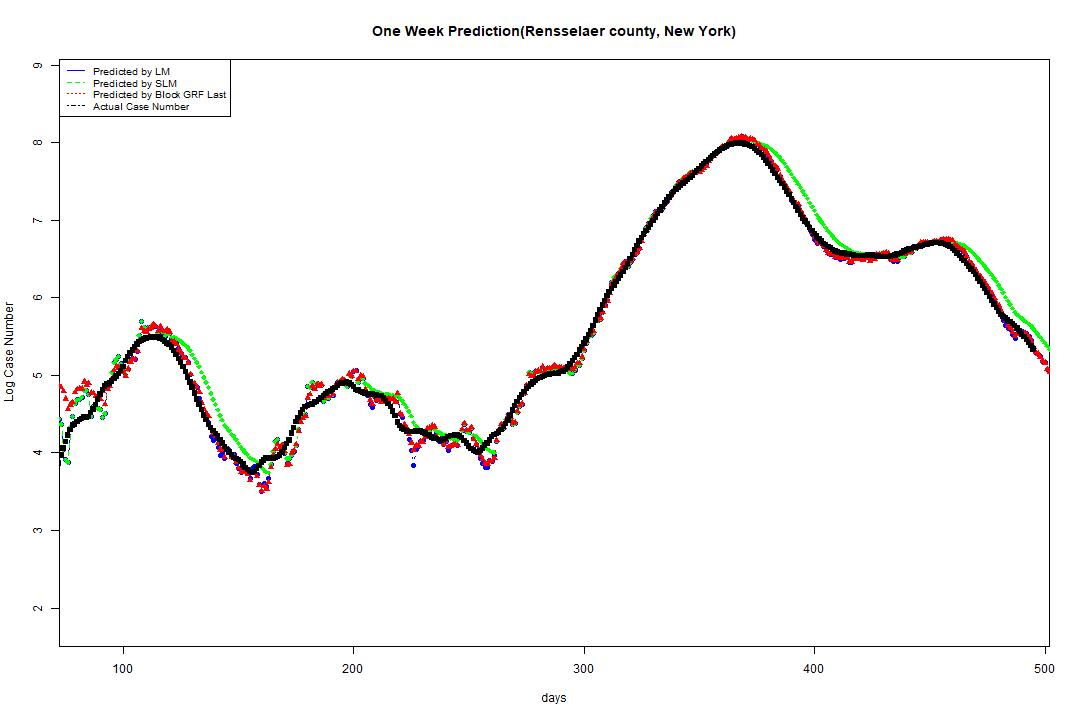 One Week Prediction(Rensselaer county, New York)
Predicted by LM
Predicted by SLM
Predicted by Block GRF Last
Actual Case Number
Log Case Number
9
8
7
6
5
4
3
2
100 200 300 400 500
days